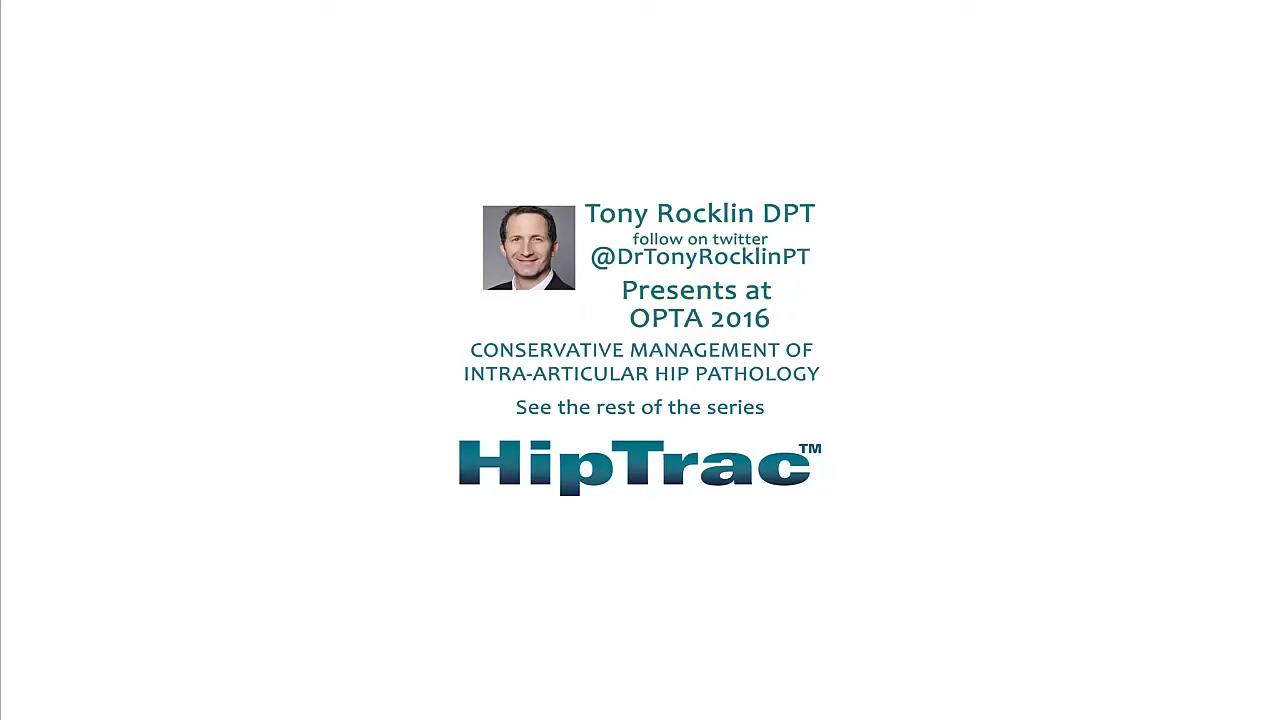 Tony Rocklin DPT
follow on twitter
@DrTonyRocklinPT
Presents at
OPTA 2016
CONSERVATIVE MANAGEMENT OF
INTRA-ARTICULAR HIP PATHOLOGY
See the rest of the series
HipTrac™